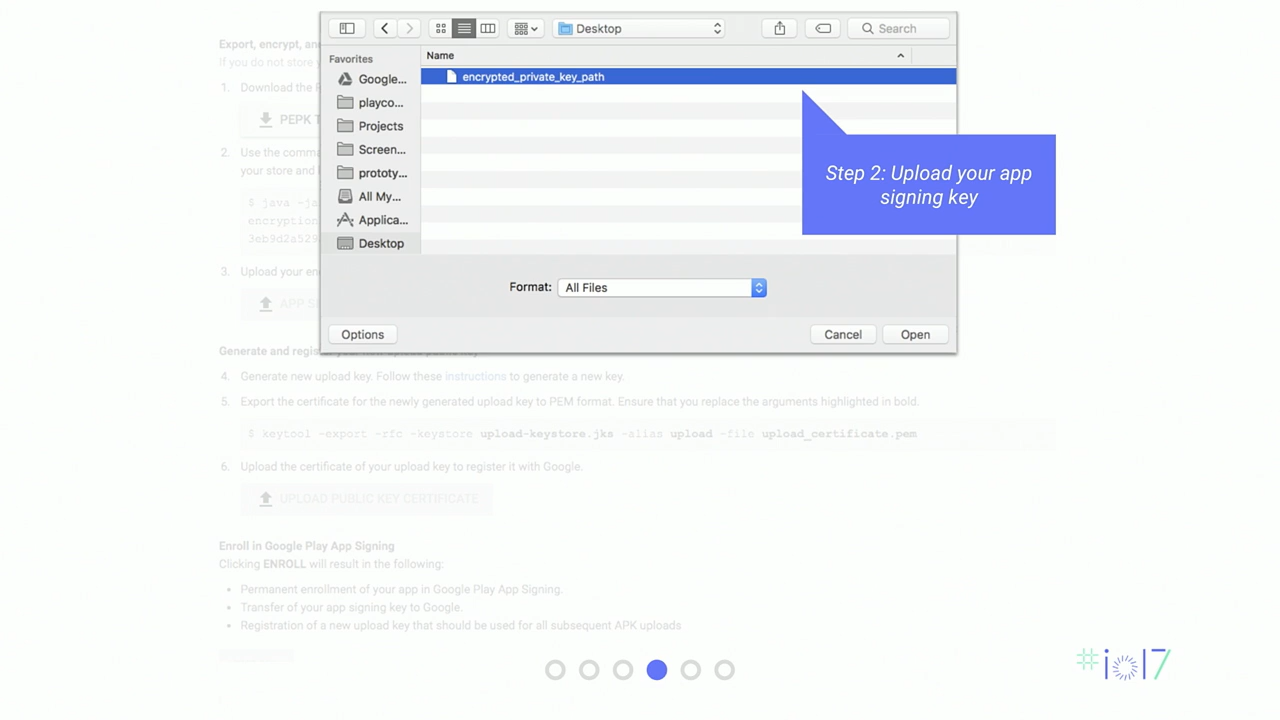 Desktop
Search
Favorites
Google...
playco...
Projects
Screen...
prototy...
All My...
Applica...
Desktop
Name
encrypted_private_key_path
Step 2: Upload your app
signing key
Format: All Files
Options
Cancel
Open
Export, encrypt, an
If you do not store y
1. Download the
PEPK T
2. Use the comma
your store and
$ java -ja
encryption
3eb9d2a529
3. Upload your en
APP S
Generate and regis
4. Generate new upload key. Follow these instructions to generate a new key.
5. Export the certificate for the newly generated upload key to PEM format. Ensure that you replace the arguments highlighted in bold.
$ keytool -export -rfc -keystore upload-keystore.jks -alias upload -file upload_certificate.pem
6. Upload the certificate of your upload key to register it with Google.
UPLOAD PUBLIC KEY CERTIFICATE
Enroll in Google Play App Signing
Clicking ENROLL will result in the following:
• Permanent enrollment of your app in Google Play App Signing.
• Transfer of your app signing key to Google.
• Registration of a new upload key that should be used for all subsequent APK uploads
#io17